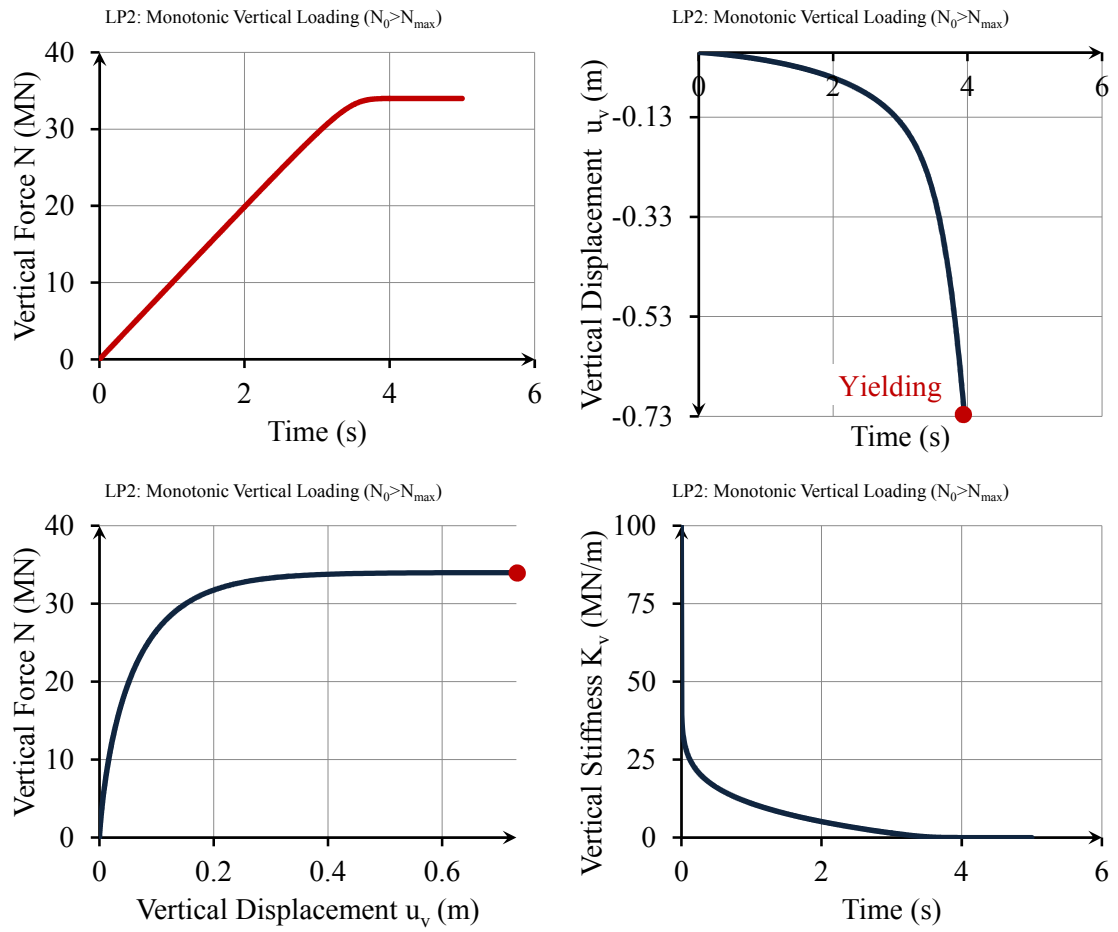 LP2: Monotonic Vertical Loading (N₀>Nₘₐₓ)
Vertical Force N (MN)
40
30
20
10
0
0 2 4 6
Time (s)
LP2: Monotonic Vertical Loading (N₀>Nₘₐₓ)
Vertical Displacement uᵥ (m)
0 2 4 6
-0.13
-0.33
-0.53
-0.73
Yielding
Time (s)
LP2: Monotonic Vertical Loading (N₀>Nₘₐₓ)
Vertical Force N (MN)
40
30
20
10
0
0 0.2 0.4 0.6
Vertical Displacement uᵥ (m)
LP2: Monotonic Vertical Loading (N₀>Nₘₐₓ)
Vertical Stiffness Kᵥ (MN/m)
100
75
50
25
0
0 2 4 6
Time (s)